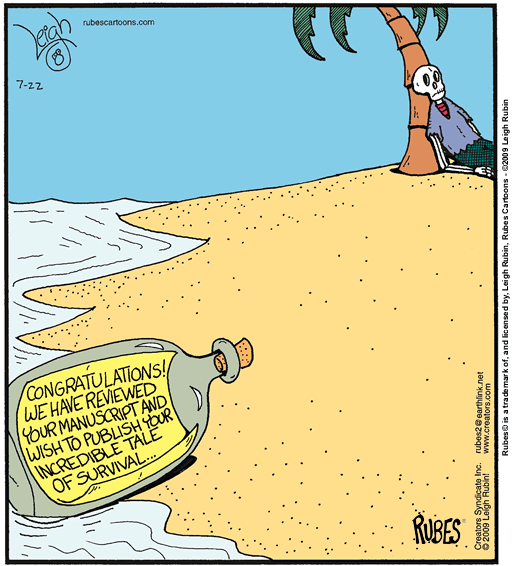 Leigh
8
rubescartoons.com
7-22
CONGRATULATIONS!
WE HAVE REVIEWED
YOUR MANUSCRIPT AND
WISH TO PUBLISH YOUR
INCREDIBLE TALE
OF SURVIVAL...
RUBES®
Creators Syndicate Inc. rubes2@earthlink.net
© 2009 Leigh Rubin! www.creators.com
Rubes© is a trademark of, and licensed by, Leigh Rubin, Rubes Cartoons - ©2009 Leigh Rubin